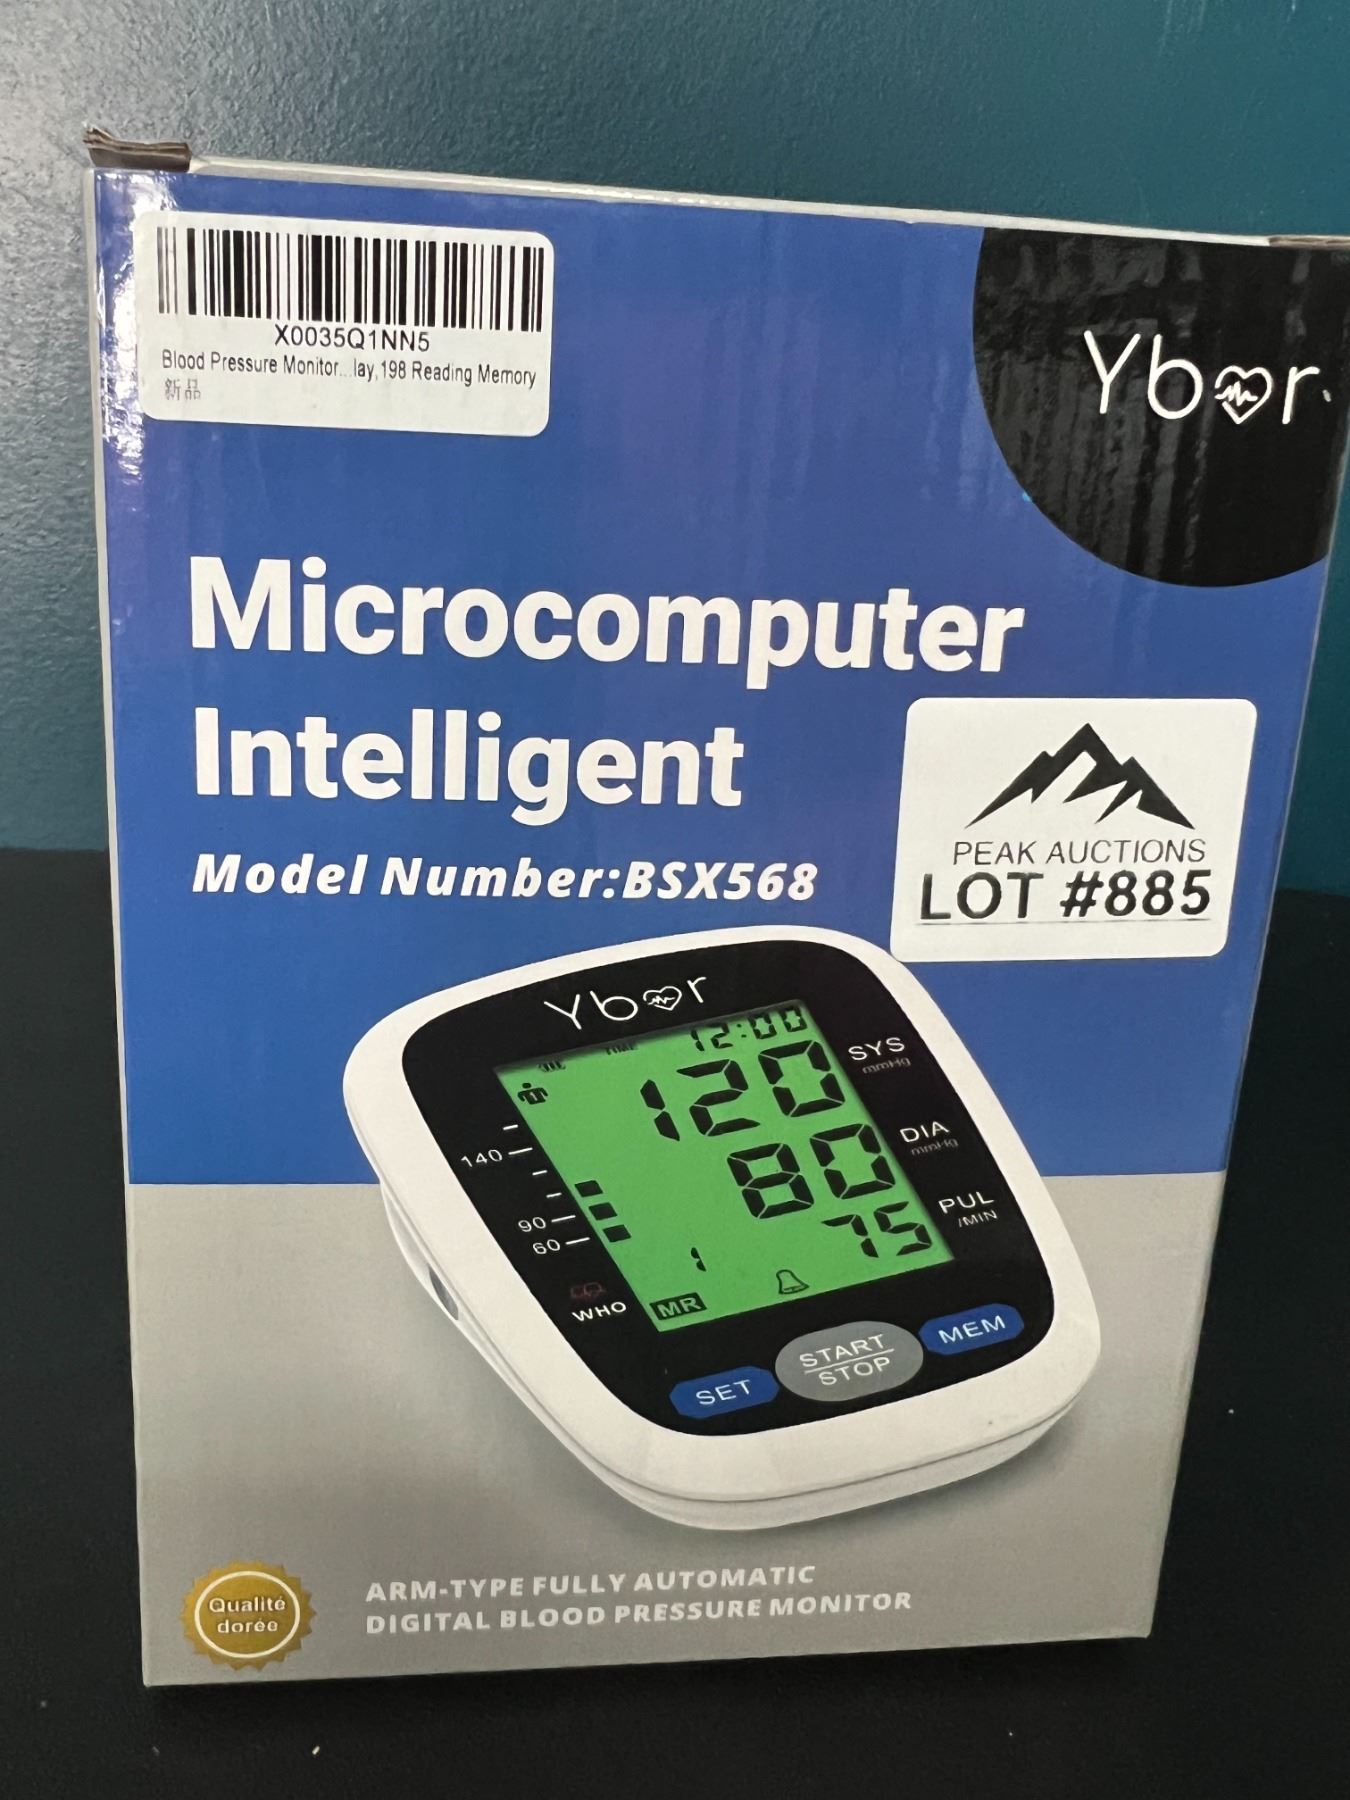 X0035Q1NN5
Blood Pressure Monitor...lay,198 Reading Memory
新品
Ybor
Microcomputer
Intelligent
Model Number:BSX568
PEAK AUCTIONS
LOT #885
Ybor
TIME 12:00
120 SYS
mmHg
140
80 DIA
mmHg
90
60
75 PUL
/MIN
1
WHO
MR
SET
START
STOP
MEM
Qualité
dorée
ARM-TYPE FULLY AUTOMATIC
DIGITAL BLOOD PRESSURE MONITOR